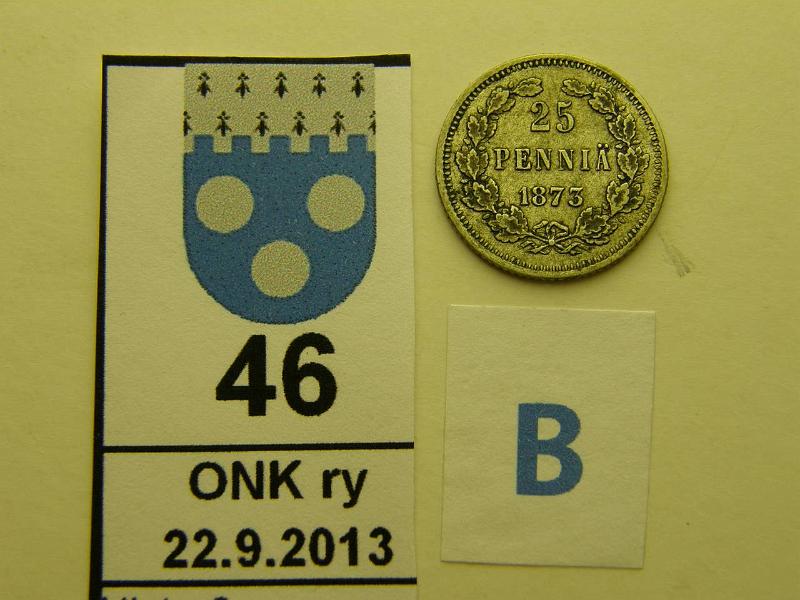 46
ONK ry
22.9.2013
25
PENNIÄ
1873
B